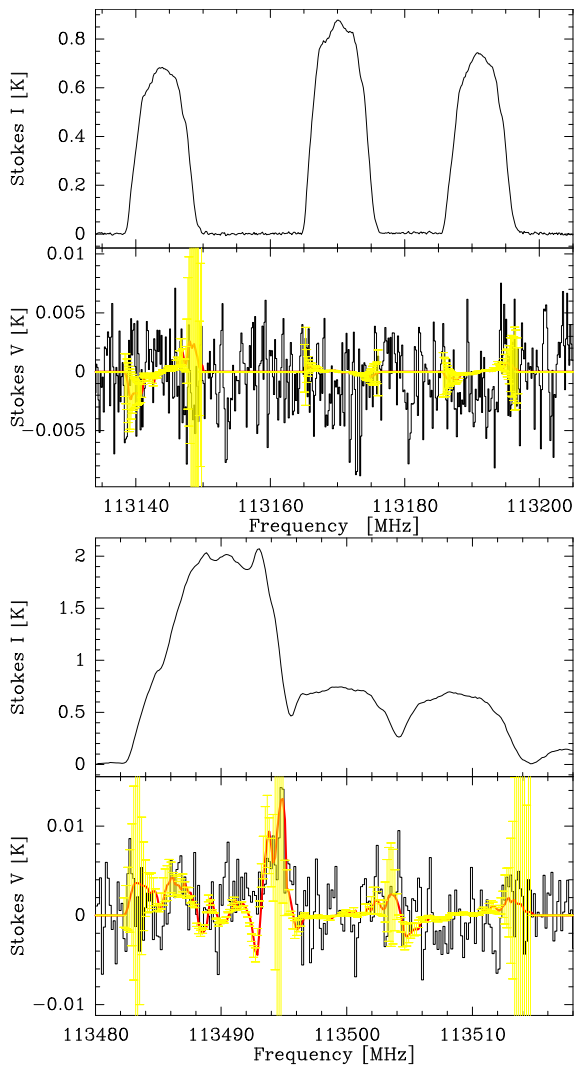 Stokes I [K]
0.8
0.6
0.4
0.2
0
Stokes V [K]
0.01
0.005
0
−0.005
113140 113160 113180 113200
Frequency [MHz]
Stokes I [K]
2
1.5
1
0.5
0
Stokes V [K]
0.01
0
−0.01
113480 113490 113500 113510
Frequency [MHz]